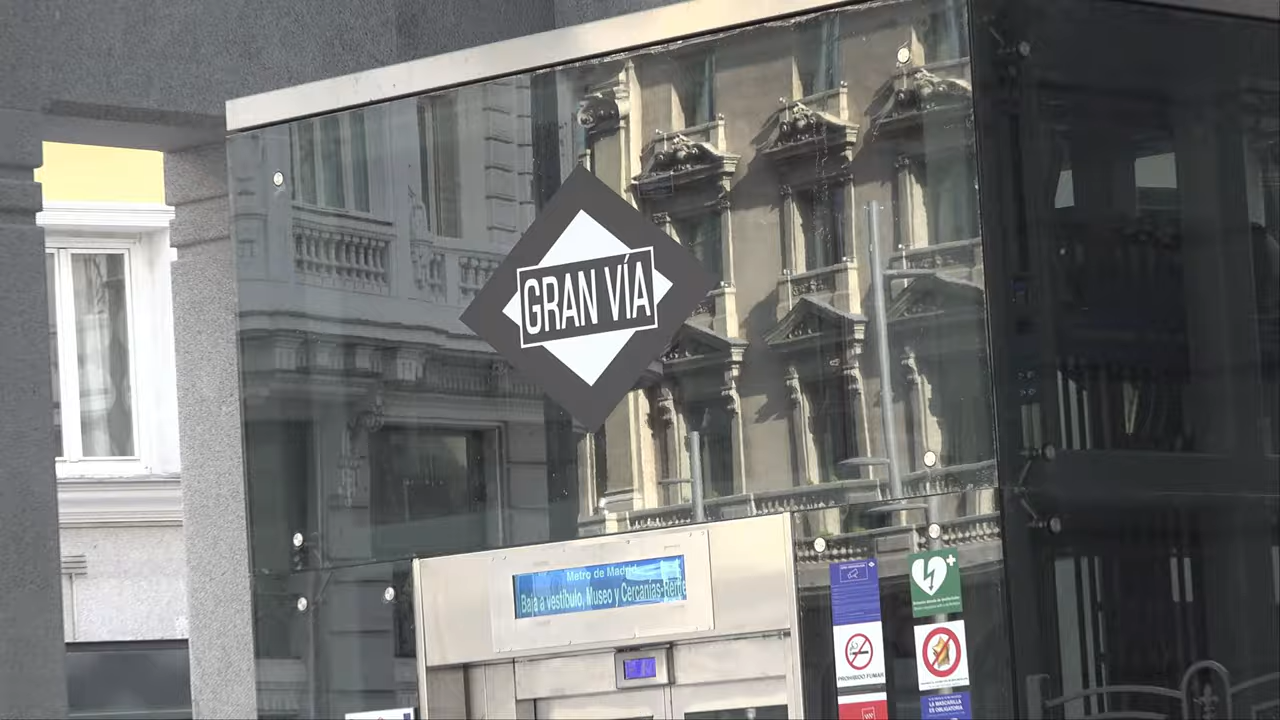 GRAN VÍA
Metro de Madrid
Baja a vestíbulo, Museo y Cercanías-Renfe
PROHIBIDO FUMAR
LA MASCARILLA
ES OBLIGATORIA